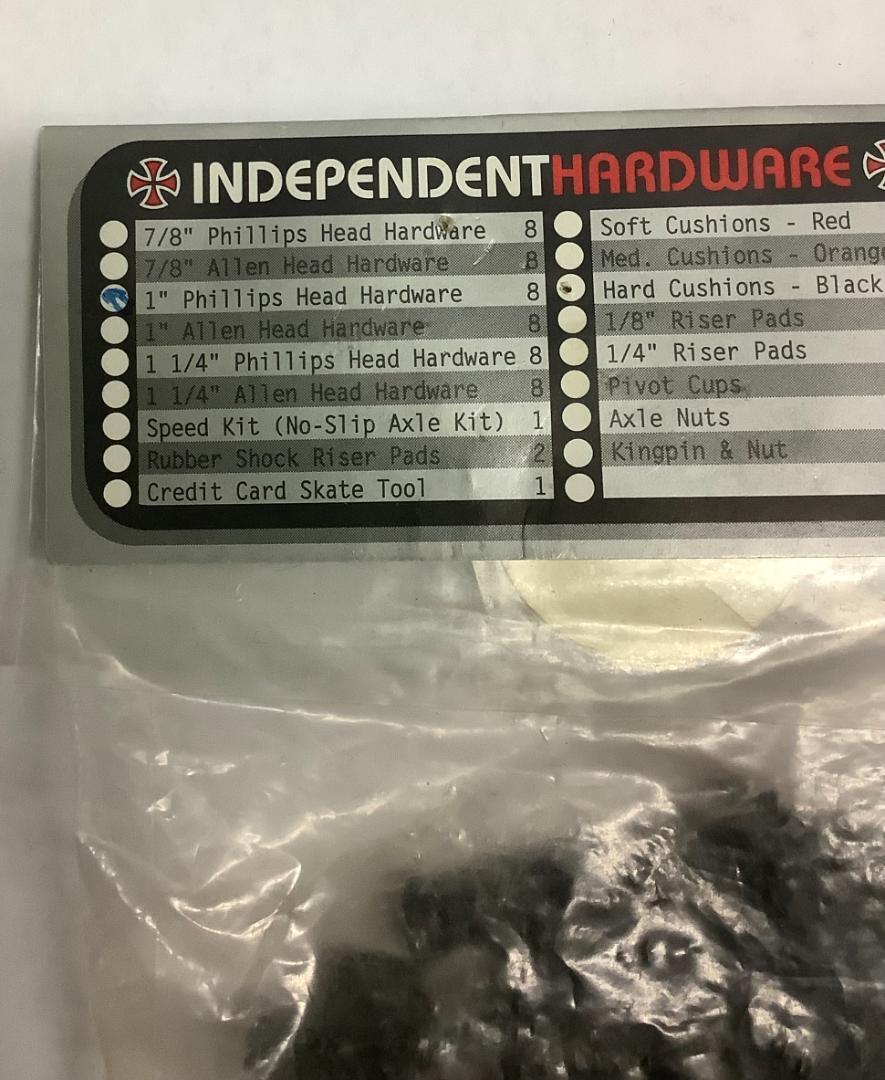 INDEPENDENTHARDWARE
7/8" Phillips Head Hardware 8
7/8" Allen Head Hardware 8
1" Phillips Head Hardware 8
1" Allen Head Hardware 8
1 1/4" Phillips Head Hardware 8
1 1/4" Allen Head Hardware 8
Speed Kit (No-Slip Axle Kit) 1
Rubber Shock Riser Pads 2
Credit Card Skate Tool 1
Soft Cushions - Red
Med. Cushions - Orange
Hard Cushions - Black
1/8" Riser Pads
1/4" Riser Pads
Pivot Cups
Axle Nuts
Kingpin & Nut